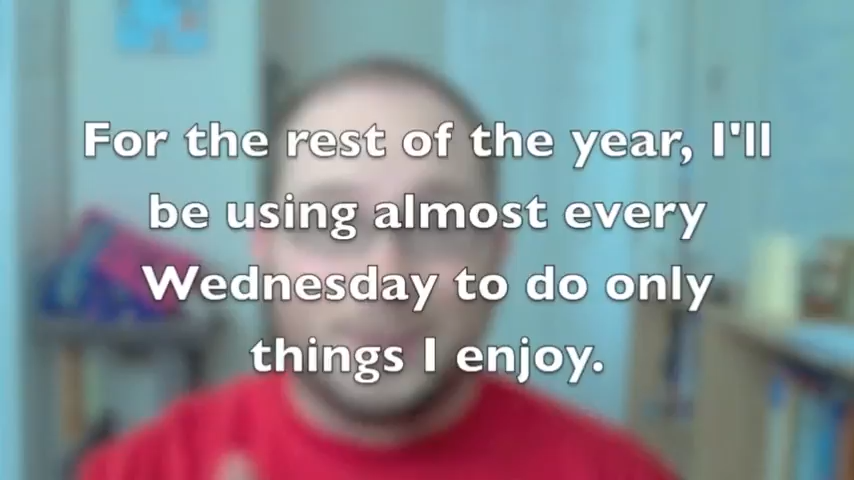 For the rest of the year, I'll
be using almost every
Wednesday to do only
things I enjoy.